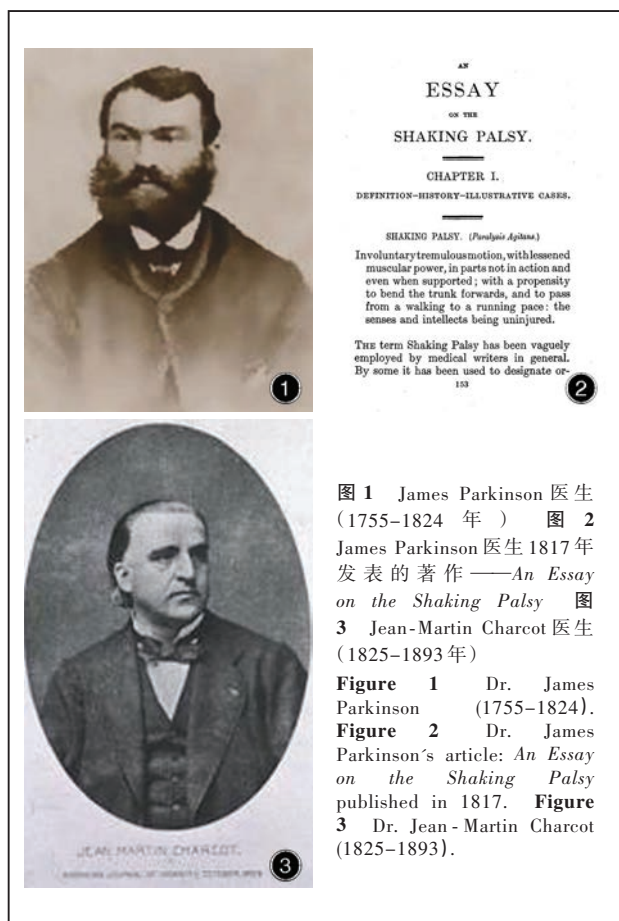 1
AN
ESSAY
ON THE
SHAKING PALSY.
CHAPTER I.
DEFINITION–HISTORY–ILLUSTRATIVE CASES.
SHAKING PALSY. (Paralysis Agitans.)
Involuntary tremulous motion, with lessened
muscular power, in parts not in action and
even when supported; with a propensity
to bend the trunk forwards, and to pass
from a walking to a running pace: the
senses and intellects being uninjured.
THE term Shaking Palsy has been vaguely
employed by medical writers in general.
By some it has been used to designate or-
153
2
JEAN MARTIN CHARCOT.
AMERICAN JOURNAL OF INSANITY, OCTOBER,
3
图 1 James Parkinson 医生
(1755–1824 年) 图 2
James Parkinson 医生 1817 年
发表的著作——An Essay
on the Shaking Palsy 图
3 Jean-Martin Charcot 医生
(1825–1893 年)
Figure 1 Dr. James
Parkinson (1755–1824).
Figure 2 Dr. James
Parkinson´s article: An Essay
on the Shaking Palsy
published in 1817. Figure
3 Dr. Jean-Martin Charcot
(1825–1893).